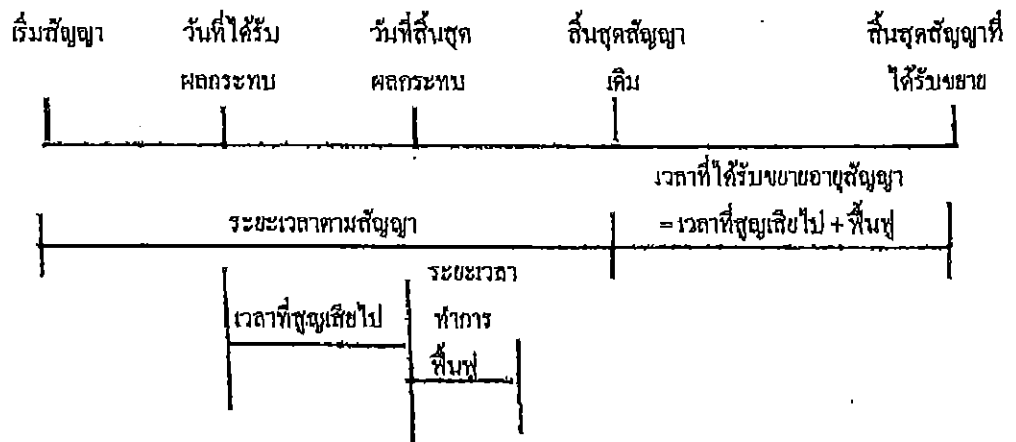 เริ่มสัญญา วันที่ได้รับ วันที่สิ้นสุด สิ้นสุดสัญญา สิ้นสุดสัญญาที่
ผลกระทบ ผลกระทบ เดิม ได้รับขยาย
เวลาที่ได้รับขยายอายุสัญญา
ระยะเวลาตามสัญญา = เวลาที่สูญเสียไป + ฟื้นฟู
ระยะเวลา
เวลาที่สูญเสียไป ทำการ
ฟื้นฟู